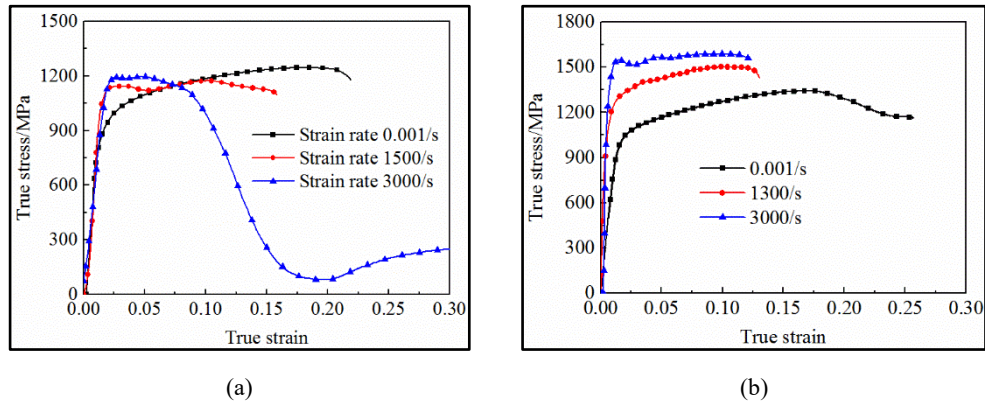 1500
1200
900
600
300
0
0.00 0.05 0.10 0.15 0.20 0.25 0.30
True stress/MPa
True strain
Strain rate 0.001/s
Strain rate 1500/s
Strain rate 3000/s
(a)
1800
1500
1200
900
600
300
0
0.00 0.05 0.10 0.15 0.20 0.25 0.30
True stress/MPa
True strain
0.001/s
1300/s
3000/s
(b)